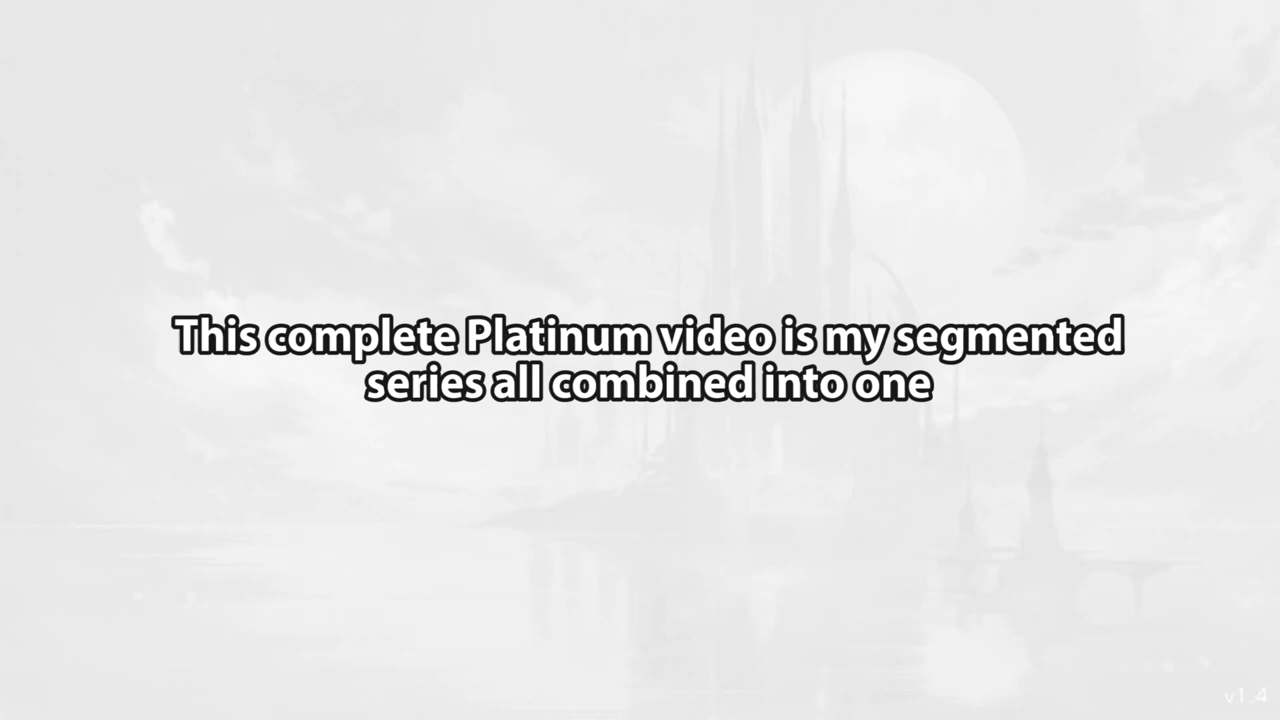 This complete Platinum video is my segmented
series all combined into one
v1.4